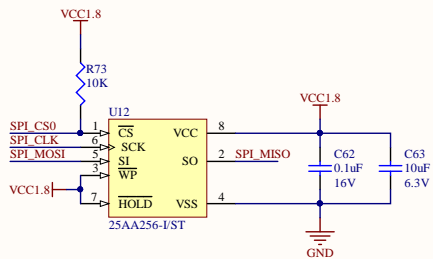 VCC1.8
R73
10K
U12
VCC1.8
SPI_CS0
1
CS
VCC
8
SPI_CLK
6
SCK
C62
C63
SPI_MOSI
5
SI
SO
2
SPI_MISO
0.1uF
10uF
3
WP
16V
6.3V
VCC1.8
7
HOLD
VSS
4
25AA256-I/ST
GND